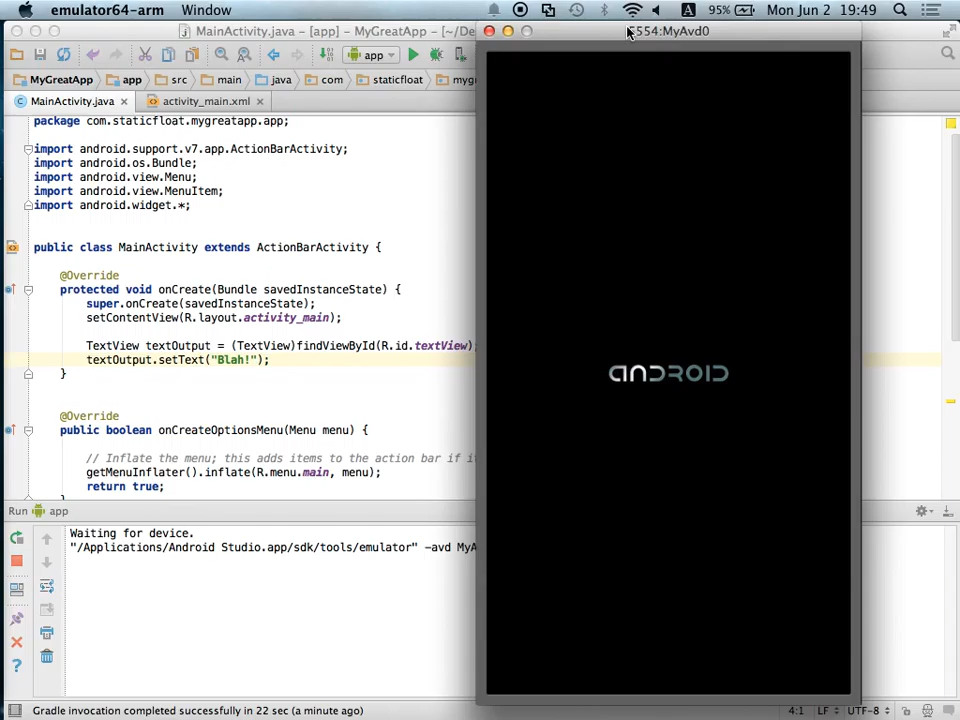 emulator64-arm Window 95% Mon Jun 2 19:49
MainActivity.java - [app] - MyGreatApp - [~/De
5554:MyAvd0
app
MyGreatApp app src main java com staticfloat myg
MainActivity.java activity_main.xml
package com.staticfloat.mygreatapp.app;
import android.support.v7.app.ActionBarActivity;
import android.os.Bundle;
import android.view.Menu;
import android.view.MenuItem;
import android.widget.*;
public class MainActivity extends ActionBarActivity {
@Override
protected void onCreate(Bundle savedInstanceState) {
super.onCreate(savedInstanceState);
setContentView(R.layout.activity_main);
TextView textOutput = (TextView)findViewById(R.id.textView);
textOutput.setText("Blah!");
}
@Override
public boolean onCreateOptionsMenu(Menu menu) {
// Inflate the menu; this adds items to the action bar if i
getMenuInflater().inflate(R.menu.main, menu);
return true;
}
ANDROID
Run app
Waiting for device.
"/Applications/Android Studio.app/sdk/tools/emulator" -avd MyA
Gradle invocation completed successfully in 22 sec (a minute ago) 4:1 LF UTF-8